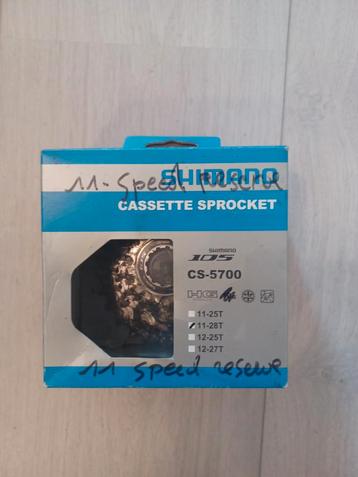 SHIMANO
11-Speed Reserve
CASSETTE SPROCKET
SHIMANO
105
CS-5700
HG
11-25T
11-28T
12-25T
12-27T
11 speed reserve